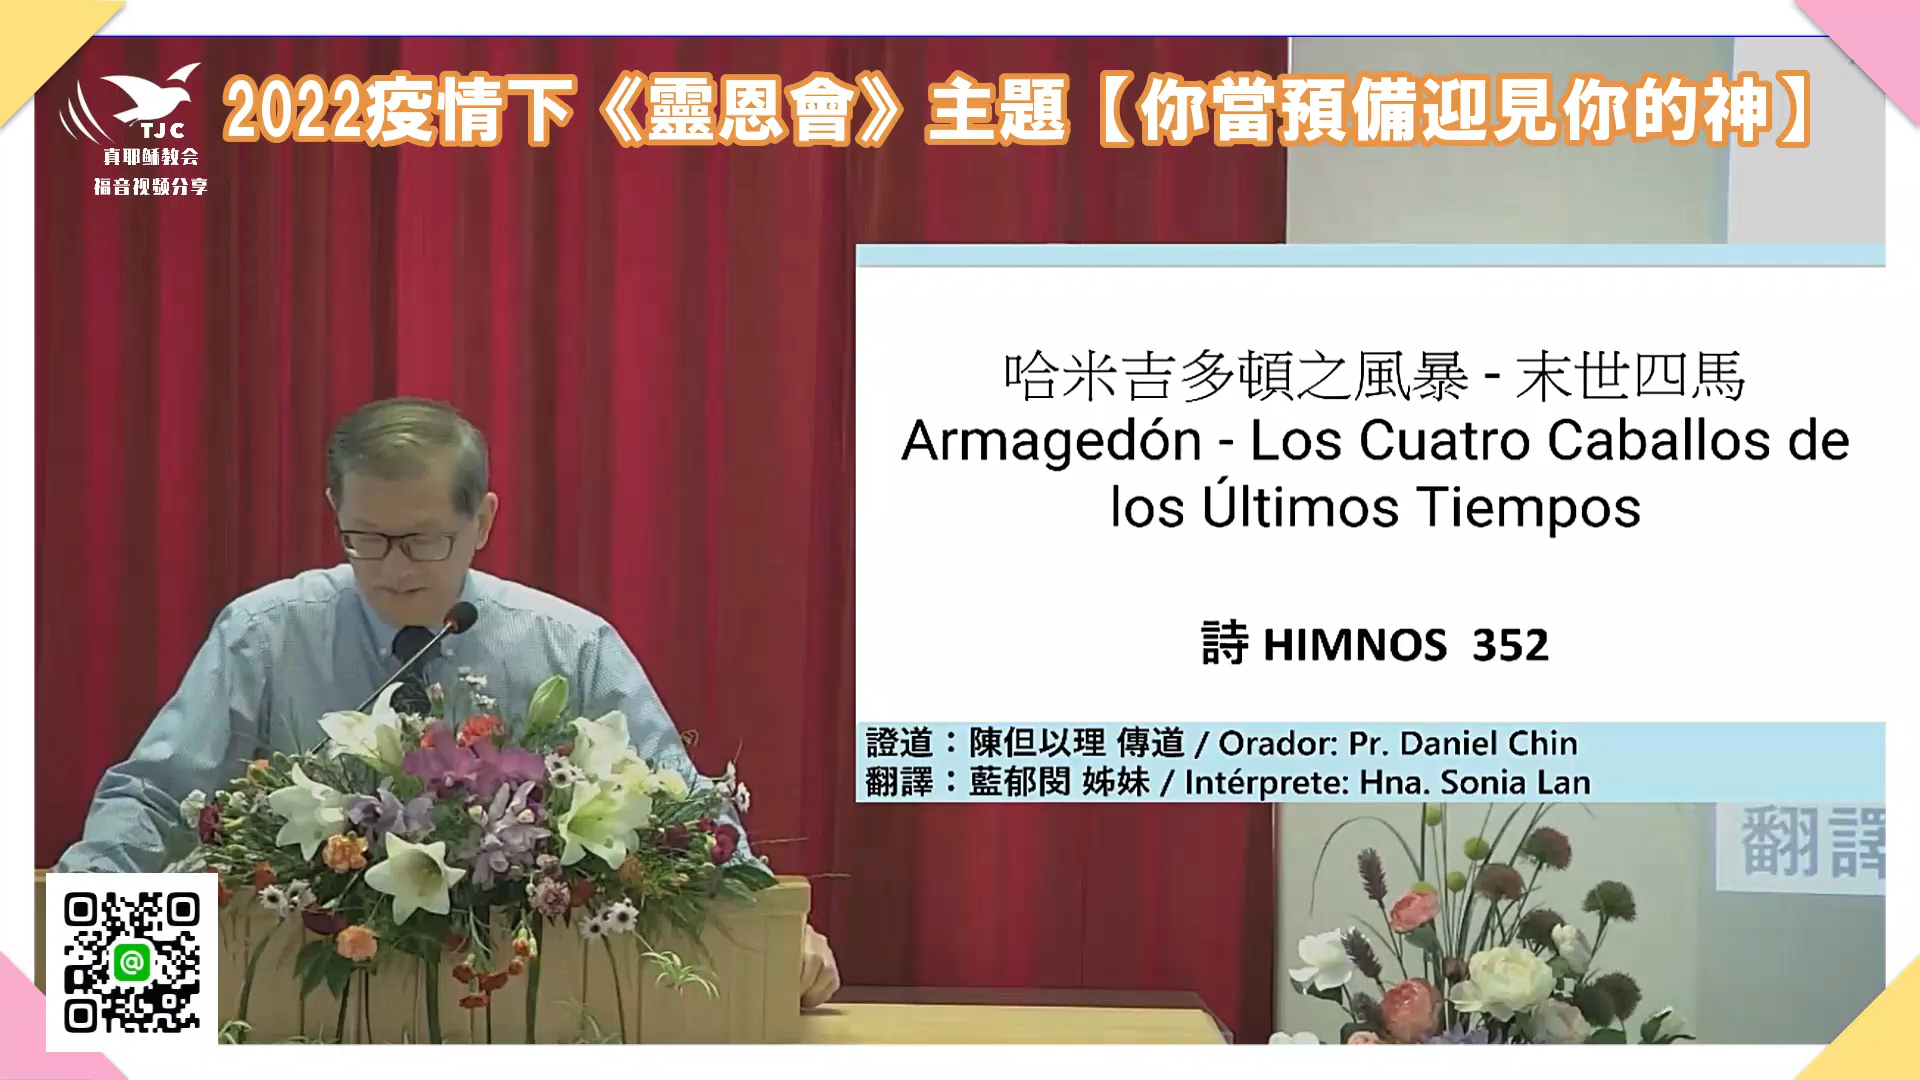 2022疫情下《靈恩會》主題【你當預備迎見你的神】
TJC
真耶稣教会
福音视频分享
哈米吉多頓之風暴 - 末世四馬
Armagedón - Los Cuatro Caballos de
los Últimos Tiempos
詩 HIMNOS 352
證道：陳但以理 傳道 / Orador: Pr. Daniel Chin
翻譯：藍郁閔 姊妹 / Intérprete: Hna. Sonia Lan
翻譯
@